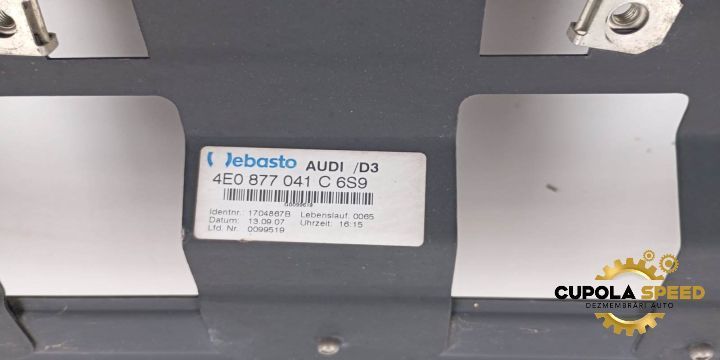 Webasto AUDI /D3
4E0 877 041 C 6S9
Identnr.: 1704867B Lebenslauf: 0065
Datum: 13.09.07 Uhrzeit: 16:15
Lfd. Nr. 0099519
CUPOLA SPEED
DEZMEMBRĂRI AUTO